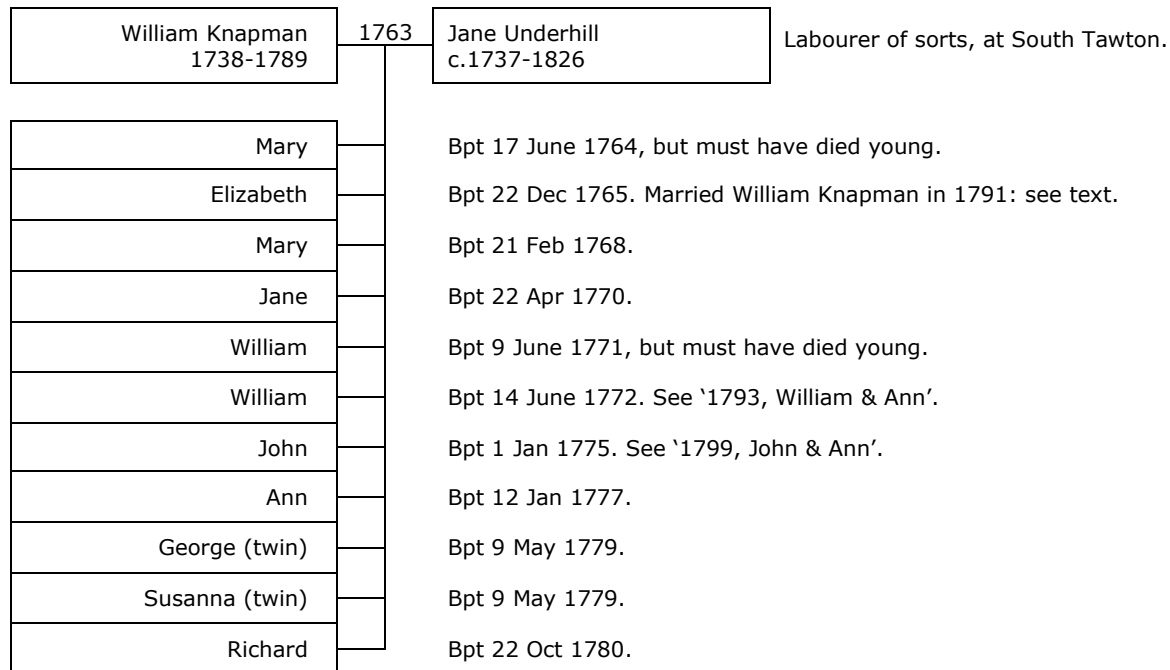 William Knapman 1763 Jane Underhill Labourer of sorts, at South Tawton.
1738-1789 c.1737-1826
Mary Bpt 17 June 1764, but must have died young.
Elizabeth Bpt 22 Dec 1765. Married William Knapman in 1791: see text.
Mary Bpt 21 Feb 1768.
Jane Bpt 22 Apr 1770.
William Bpt 9 June 1771, but must have died young.
William Bpt 14 June 1772. See ‘1793, William & Ann’.
John Bpt 1 Jan 1775. See ‘1799, John & Ann’.
Ann Bpt 12 Jan 1777.
George (twin) Bpt 9 May 1779.
Susanna (twin) Bpt 9 May 1779.
Richard Bpt 22 Oct 1780.